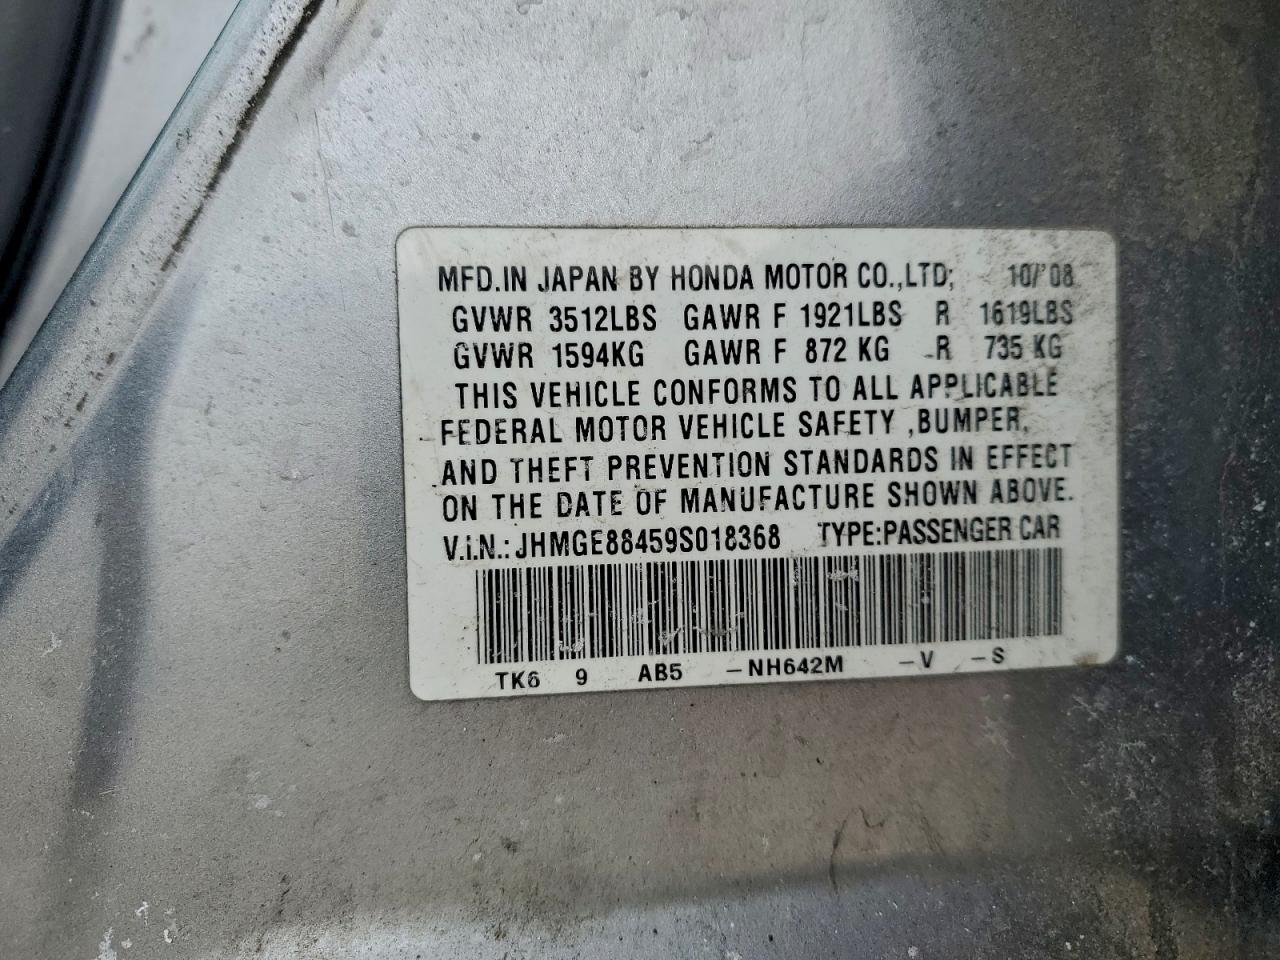 MFD.IN JAPAN BY HONDA MOTOR CO.,LTD; 10/'08
GVWR 3512LBS GAWR F 1921LBS R 1619LBS
GVWR 1594KG GAWR F 872 KG R 735 KG
THIS VEHICLE CONFORMS TO ALL APPLICABLE
FEDERAL MOTOR VEHICLE SAFETY ,BUMPER,
AND THEFT PREVENTION STANDARDS IN EFFECT
ON THE DATE OF MANUFACTURE SHOWN ABOVE.
V.I.N.: JHMGE88459S018368 TYPE:PASSENGER CAR
TK6 9 AB5 -NH642M -V -S